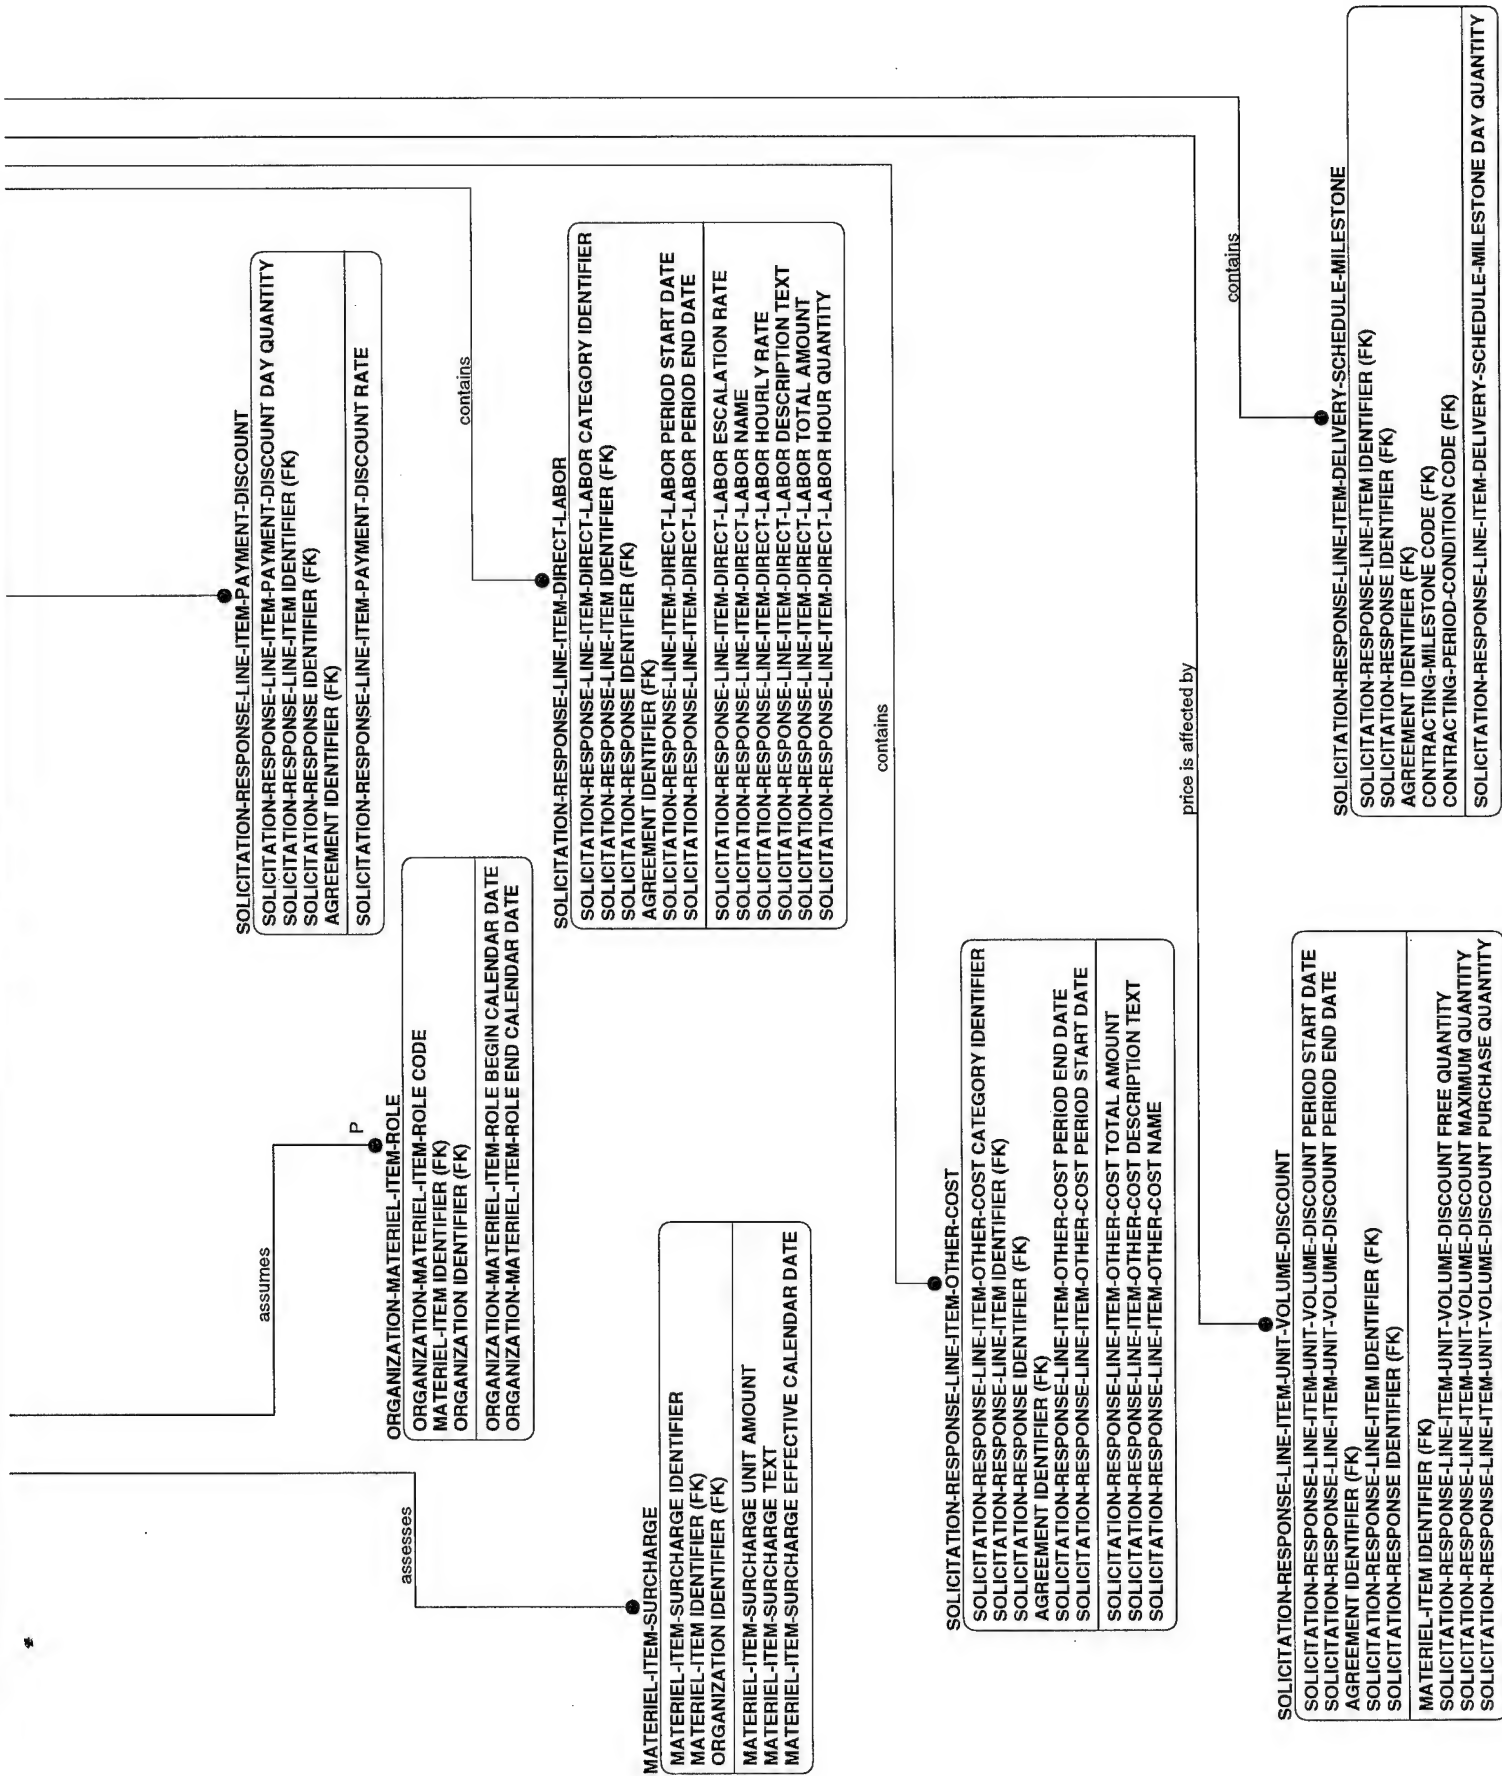 SOLICITATION-RESPONSE-LINE-ITEM-PAYMENT-DISCOUNT
SOLICITATION-RESPONSE-LINE-ITEM-PAYMENT-DISCOUNT DAY QUANTITY
SOLICITATION-RESPONSE-LINE-ITEM IDENTIFIER (FK)
SOLICITATION-RESPONSE IDENTIFIER (FK)
AGREEMENT IDENTIFIER (FK)
SOLICITATION-RESPONSE-LINE-ITEM-PAYMENT-DISCOUNT RATE
assumes
P
ORGANIZATION-MATERIEL-ITEM-ROLE
ORGANIZATION-MATERIEL-ITEM-ROLE CODE
MATERIEL-ITEM IDENTIFIER (FK)
ORGANIZATION IDENTIFIER (FK)
ORGANIZATION-MATERIEL-ITEM-ROLE BEGIN CALENDAR DATE
ORGANIZATION-MATERIEL-ITEM-ROLE END CALENDAR DATE
contains
SOLICITATION-RESPONSE-LINE-ITEM-DIRECT-LABOR
SOLICITATION-RESPONSE-LINE-ITEM-DIRECT-LABOR CATEGORY IDENTIFIER
SOLICITATION-RESPONSE-LINE-ITEM IDENTIFIER (FK)
SOLICITATION-RESPONSE IDENTIFIER (FK)
AGREEMENT IDENTIFIER (FK)
SOLICITATION-RESPONSE-LINE-ITEM-DIRECT-LABOR PERIOD START DATE
SOLICITATION-RESPONSE-LINE-ITEM-DIRECT-LABOR PERIOD END DATE
SOLICITATION-RESPONSE-LINE-ITEM-DIRECT-LABOR ESCALATION RATE
SOLICITATION-RESPONSE-LINE-ITEM-DIRECT-LABOR NAME
SOLICITATION-RESPONSE-LINE-ITEM-DIRECT-LABOR HOURLY RATE
SOLICITATION-RESPONSE-LINE-ITEM-DIRECT-LABOR DESCRIPTION TEXT
SOLICITATION-RESPONSE-LINE-ITEM-DIRECT-LABOR TOTAL AMOUNT
SOLICITATION-RESPONSE-LINE-ITEM-DIRECT-LABOR HOUR QUANTITY
assesses
MATERIEL-ITEM-SURCHARGE
MATERIEL-ITEM-SURCHARGE IDENTIFIER
MATERIEL-ITEM IDENTIFIER (FK)
ORGANIZATION IDENTIFIER (FK)
MATERIEL-ITEM-SURCHARGE UNIT AMOUNT
MATERIEL-ITEM-SURCHARGE TEXT
MATERIEL-ITEM-SURCHARGE EFFECTIVE CALENDAR DATE
contains
SOLICITATION-RESPONSE-LINE-ITEM-OTHER-COST
SOLICITATION-RESPONSE-LINE-ITEM-OTHER-COST CATEGORY IDENTIFIER
SOLICITATION-RESPONSE-LINE-ITEM IDENTIFIER (FK)
SOLICITATION-RESPONSE IDENTIFIER (FK)
AGREEMENT IDENTIFIER (FK)
SOLICITATION-RESPONSE-LINE-ITEM-OTHER-COST PERIOD END DATE
SOLICITATION-RESPONSE-LINE-ITEM-OTHER-COST PERIOD START DATE
SOLICITATION-RESPONSE-LINE-ITEM-OTHER-COST TOTAL AMOUNT
SOLICITATION-RESPONSE-LINE-ITEM-OTHER-COST DESCRIPTION TEXT
SOLICITATION-RESPONSE-LINE-ITEM-OTHER-COST NAME
price is affected by
SOLICITATION-RESPONSE-LINE-ITEM-UNIT-VOLUME-DISCOUNT
SOLICITATION-RESPONSE-LINE-ITEM-UNIT-VOLUME-DISCOUNT PERIOD START DATE
SOLICITATION-RESPONSE-LINE-ITEM-UNIT-VOLUME-DISCOUNT PERIOD END DATE
AGREEMENT IDENTIFIER (FK)
SOLICITATION-RESPONSE-LINE-ITEM IDENTIFIER (FK)
SOLICITATION-RESPONSE IDENTIFIER (FK)
MATERIEL-ITEM IDENTIFIER (FK)
SOLICITATION-RESPONSE-LINE-ITEM-UNIT-VOLUME-DISCOUNT FREE QUANTITY
SOLICITATION-RESPONSE-LINE-ITEM-UNIT-VOLUME-DISCOUNT MAXIMUM QUANTITY
SOLICITATION-RESPONSE-LINE-ITEM-UNIT-VOLUME-DISCOUNT PURCHASE QUANTITY
contains
SOLICITATION-RESPONSE-LINE-ITEM-DELIVERY-SCHEDULE-MILESTONE
SOLICITATION-RESPONSE-LINE-ITEM IDENTIFIER (FK)
SOLICITATION-RESPONSE IDENTIFIER (FK)
AGREEMENT IDENTIFIER (FK)
CONTRACTING-MILESTONE CODE (FK)
CONTRACTING-PERIOD-CONDITION CODE (FK)
SOLICITATION-RESPONSE-LINE-ITEM-DELIVERY-SCHEDULE-MILESTONE DAY QUANTITY